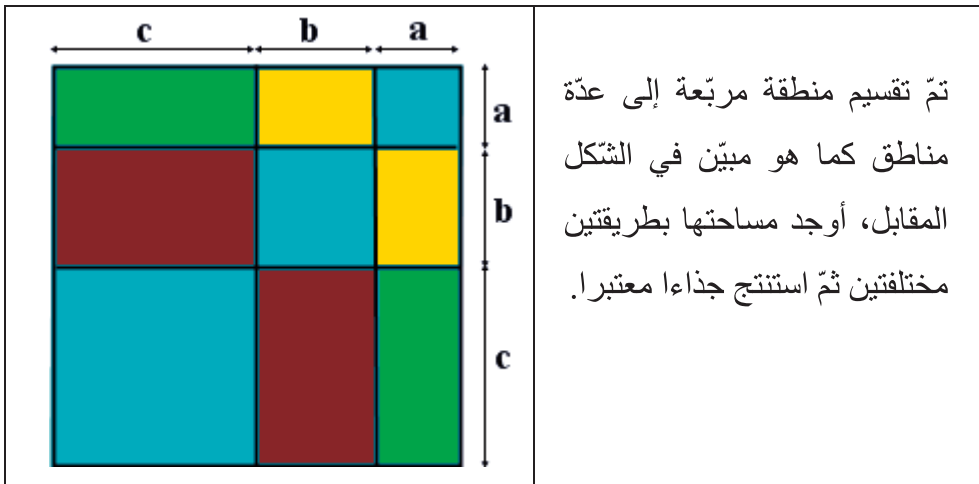 تمّ تقسيم منطقة مربّعة إلى عدّة
مناطق كما هو مبيّن في الشّكل
المقابل، أوجد مساحتها بطريقتين
مختلفتين ثمّ استنتج جذاءا معتبرا.
c b a
a
b
c